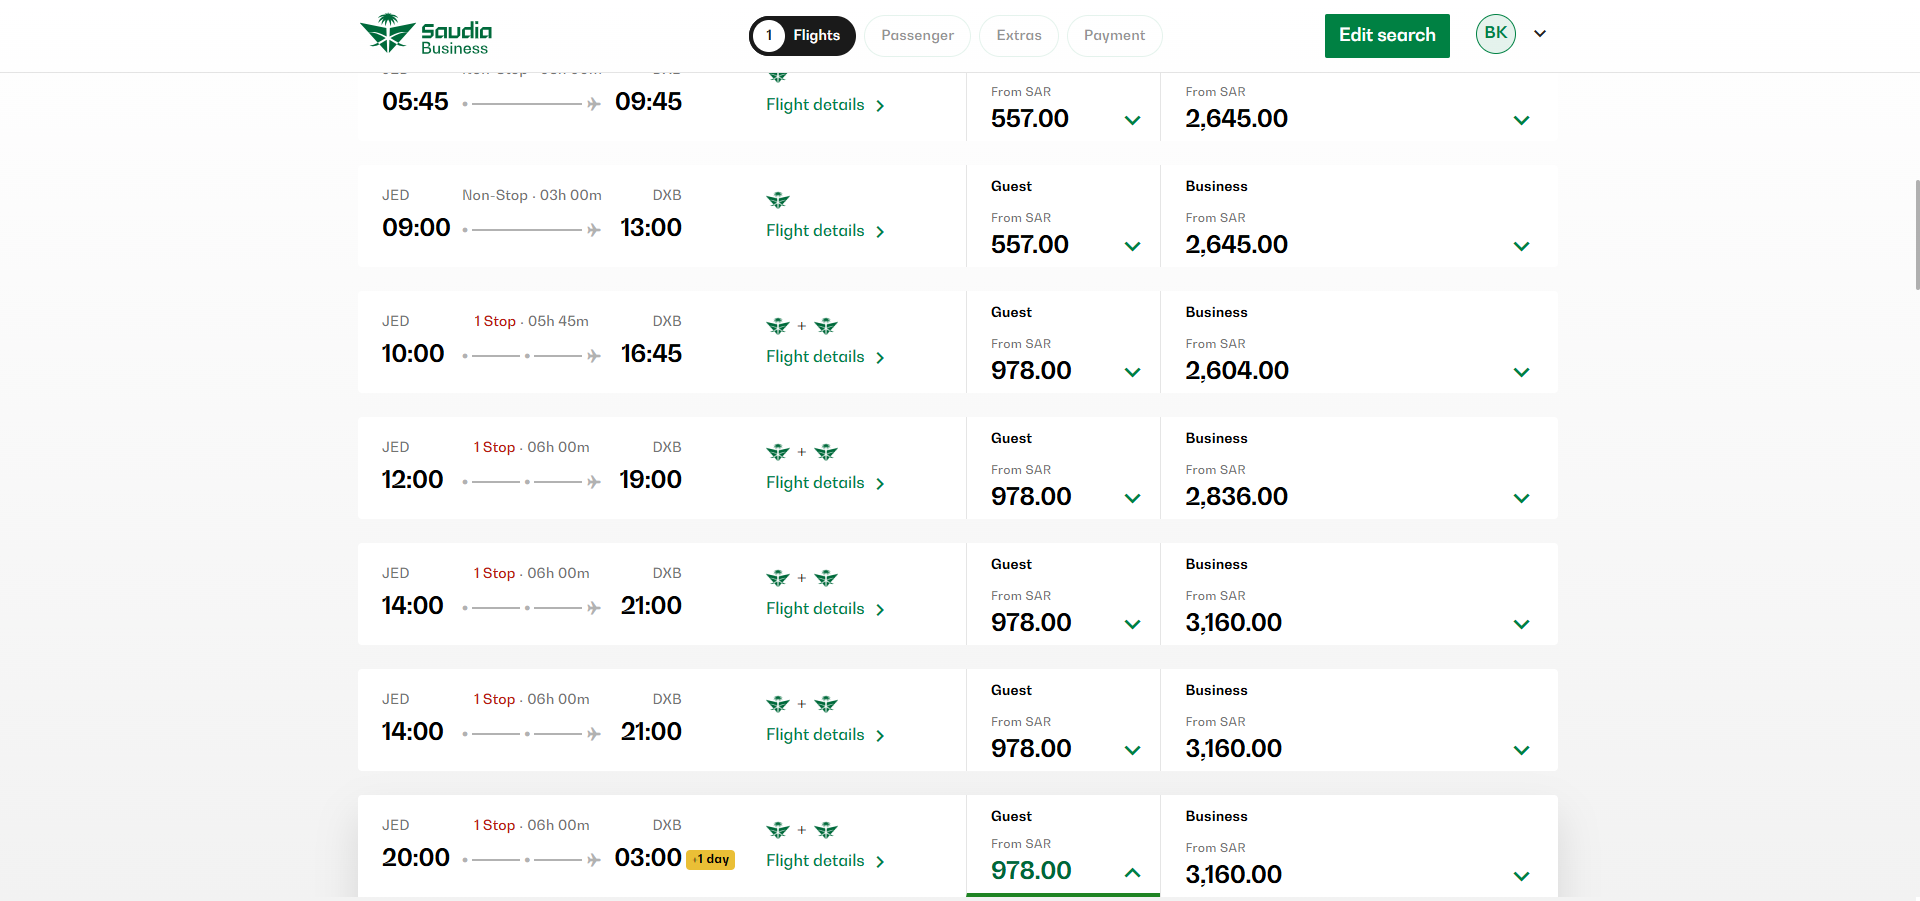 Saudia
Business
1 Flights
Passenger
Extras
Payment
Edit search
BK
05:45
09:45
Flight details
From SAR
557.00
From SAR
2,645.00
JED
Non-Stop · 03h 00m
DXB
09:00
13:00
Flight details
Guest
From SAR
557.00
Business
From SAR
2,645.00
JED
1 Stop · 05h 45m
DXB
10:00
16:45
+
Flight details
Guest
From SAR
978.00
Business
From SAR
2,604.00
JED
1 Stop · 06h 00m
DXB
12:00
19:00
+
Flight details
Guest
From SAR
978.00
Business
From SAR
2,836.00
JED
1 Stop · 06h 00m
DXB
14:00
21:00
+
Flight details
Guest
From SAR
978.00
Business
From SAR
3,160.00
JED
1 Stop · 06h 00m
DXB
14:00
21:00
+
Flight details
Guest
From SAR
978.00
Business
From SAR
3,160.00
JED
1 Stop · 06h 00m
DXB
20:00
03:00
+1 day
+
Flight details
Guest
From SAR
978.00
Business
From SAR
3,160.00